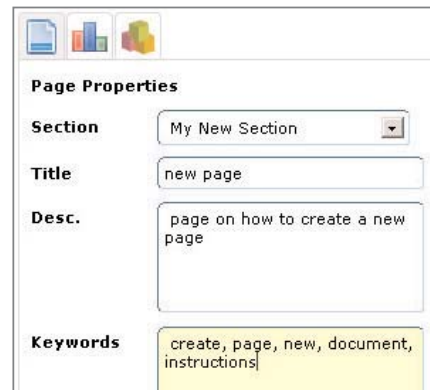 Page Properties
Section My New Section
Title new page
Desc. page on how to create a new
page
Keywords create, page, new, document,
instructions